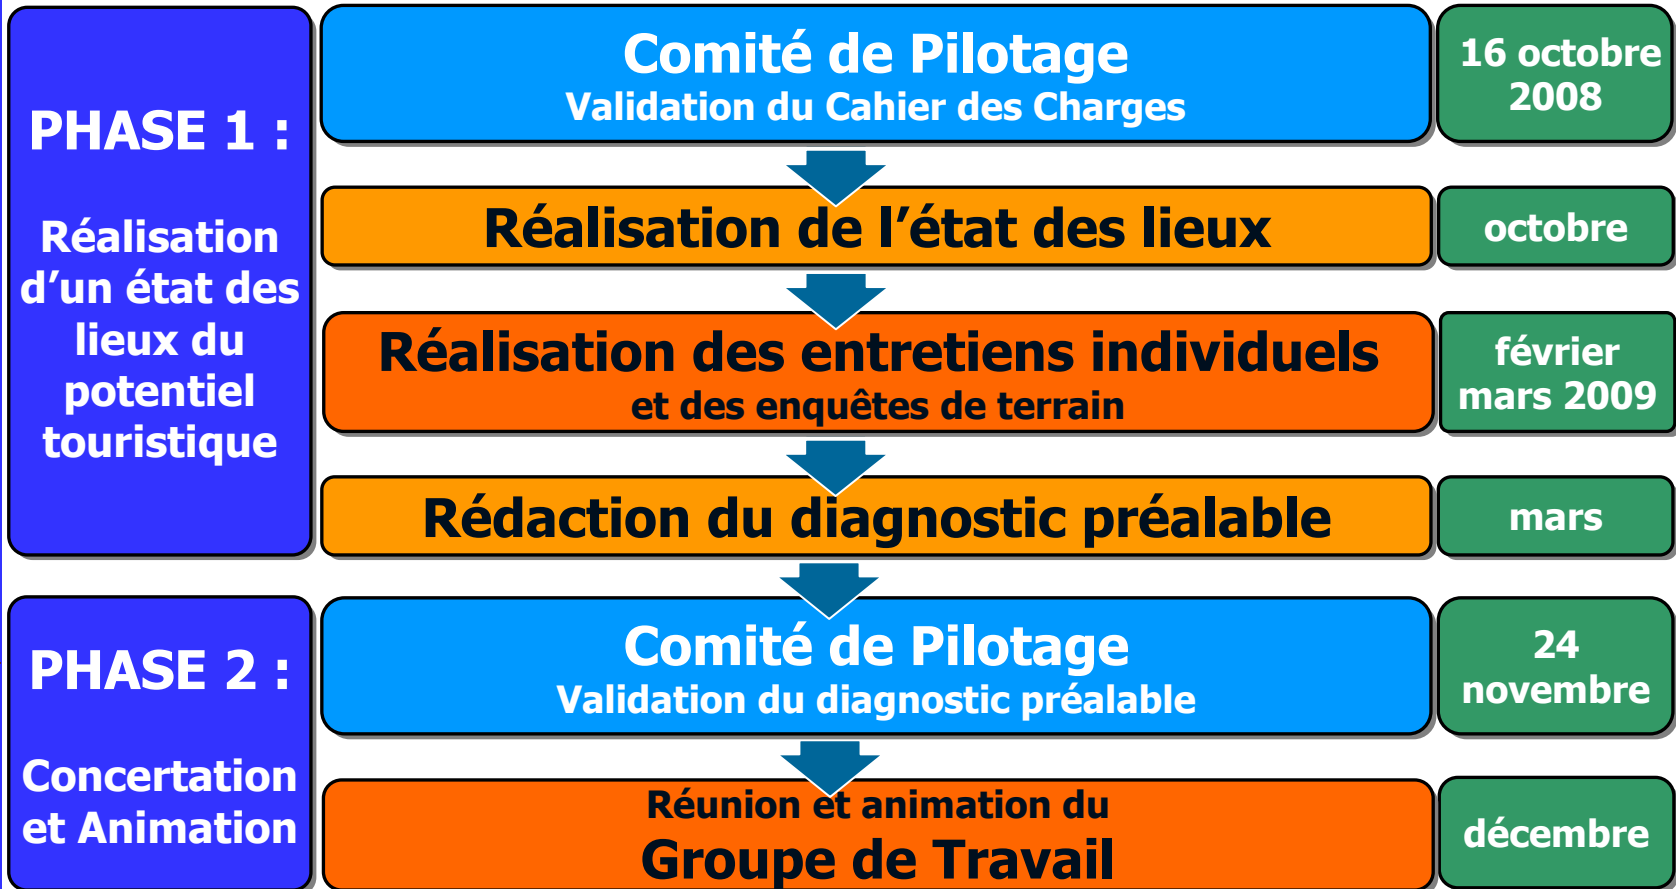 PHASE 1 :
Réalisation
d’un état des
lieux du
potentiel
touristique
Comité de Pilotage
Validation du Cahier des Charges
16 octobre
2008
Réalisation de l’état des lieux
octobre
Réalisation des entretiens individuels
et des enquêtes de terrain
février
mars 2009
Rédaction du diagnostic préalable
mars
PHASE 2 :
Concertation
et Animation
Comité de Pilotage
Validation du diagnostic préalable
24
novembre
Réunion et animation du
Groupe de Travail
décembre